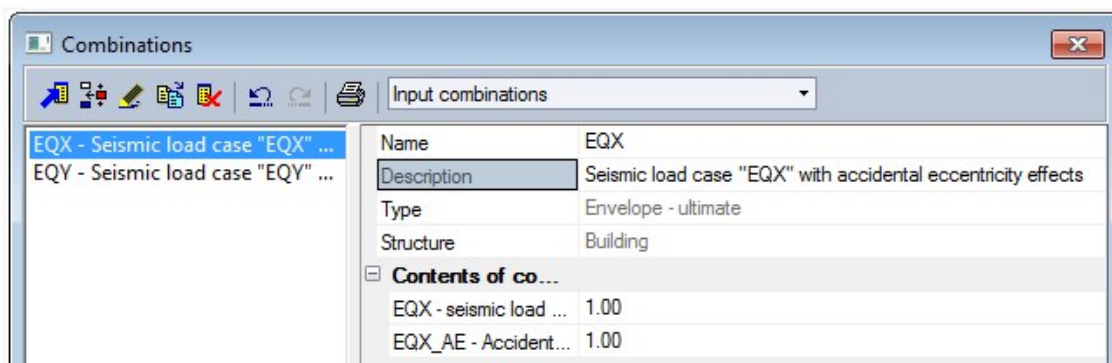 Combinations
Input combinations
EQX - Seismic load case "EQX" ...
EQY - Seismic load case "EQY" ...
Name EQX
Description Seismic load case "EQX" with accidental eccentricity effects
Type Envelope - ultimate
Structure Building
Contents of co...
EQX - seismic load ... 1.00
EQX_AE - Accident... 1.00